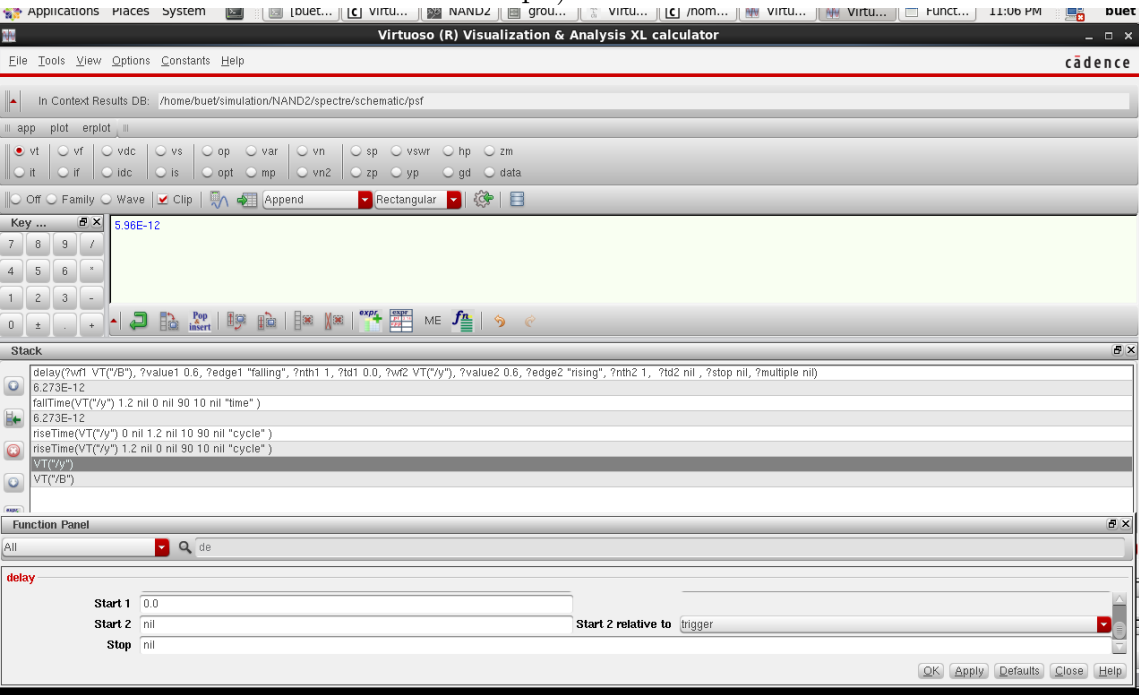 Applications Places System [buet... Virtu... NAND2 grou... Virtu... /hom... Virtu... Virtu... Funct... 11:06 PM buet
Virtuoso (R) Visualization & Analysis XL calculator
File Tools View Options Constants Help cādence
In Context Results DB: /home/buet/simulation/NAND2/spectre/schematic/psf
app plot erplot
vt vf vdc vs op var vn sp vswr hp zm
it if idc is opt mp vn2 zp yp gd data
Off Family Wave Clip Append Rectangular
Key ...
5.96E-12
7 8 9 /
4 5 6 *
1 2 3 -
0 ± . +
Pop & insert expr expr ME fn
Stack
delay(?wf1 VT("/B"), ?value1 0.6, ?edge1 "falling", ?nth1 1, ?td1 0.0, ?wf2 VT("/y"), ?value2 0.6, ?edge2 "rising", ?nth2 1, ?td2 nil , ?stop nil, ?multiple nil)
6.273E-12
fallTime(VT("/y") 1.2 nil 0 nil 90 10 nil "time" )
6.273E-12
riseTime(VT("/y") 0 nil 1.2 nil 10 90 nil "cycle" )
riseTime(VT("/y") 1.2 nil 0 nil 90 10 nil "cycle" )
VT("/y")
VT("/B")
Function Panel
All de
delay
Start 1 0.0
Start 2 nil Start 2 relative to trigger
Stop nil
OK Apply Defaults Close Help